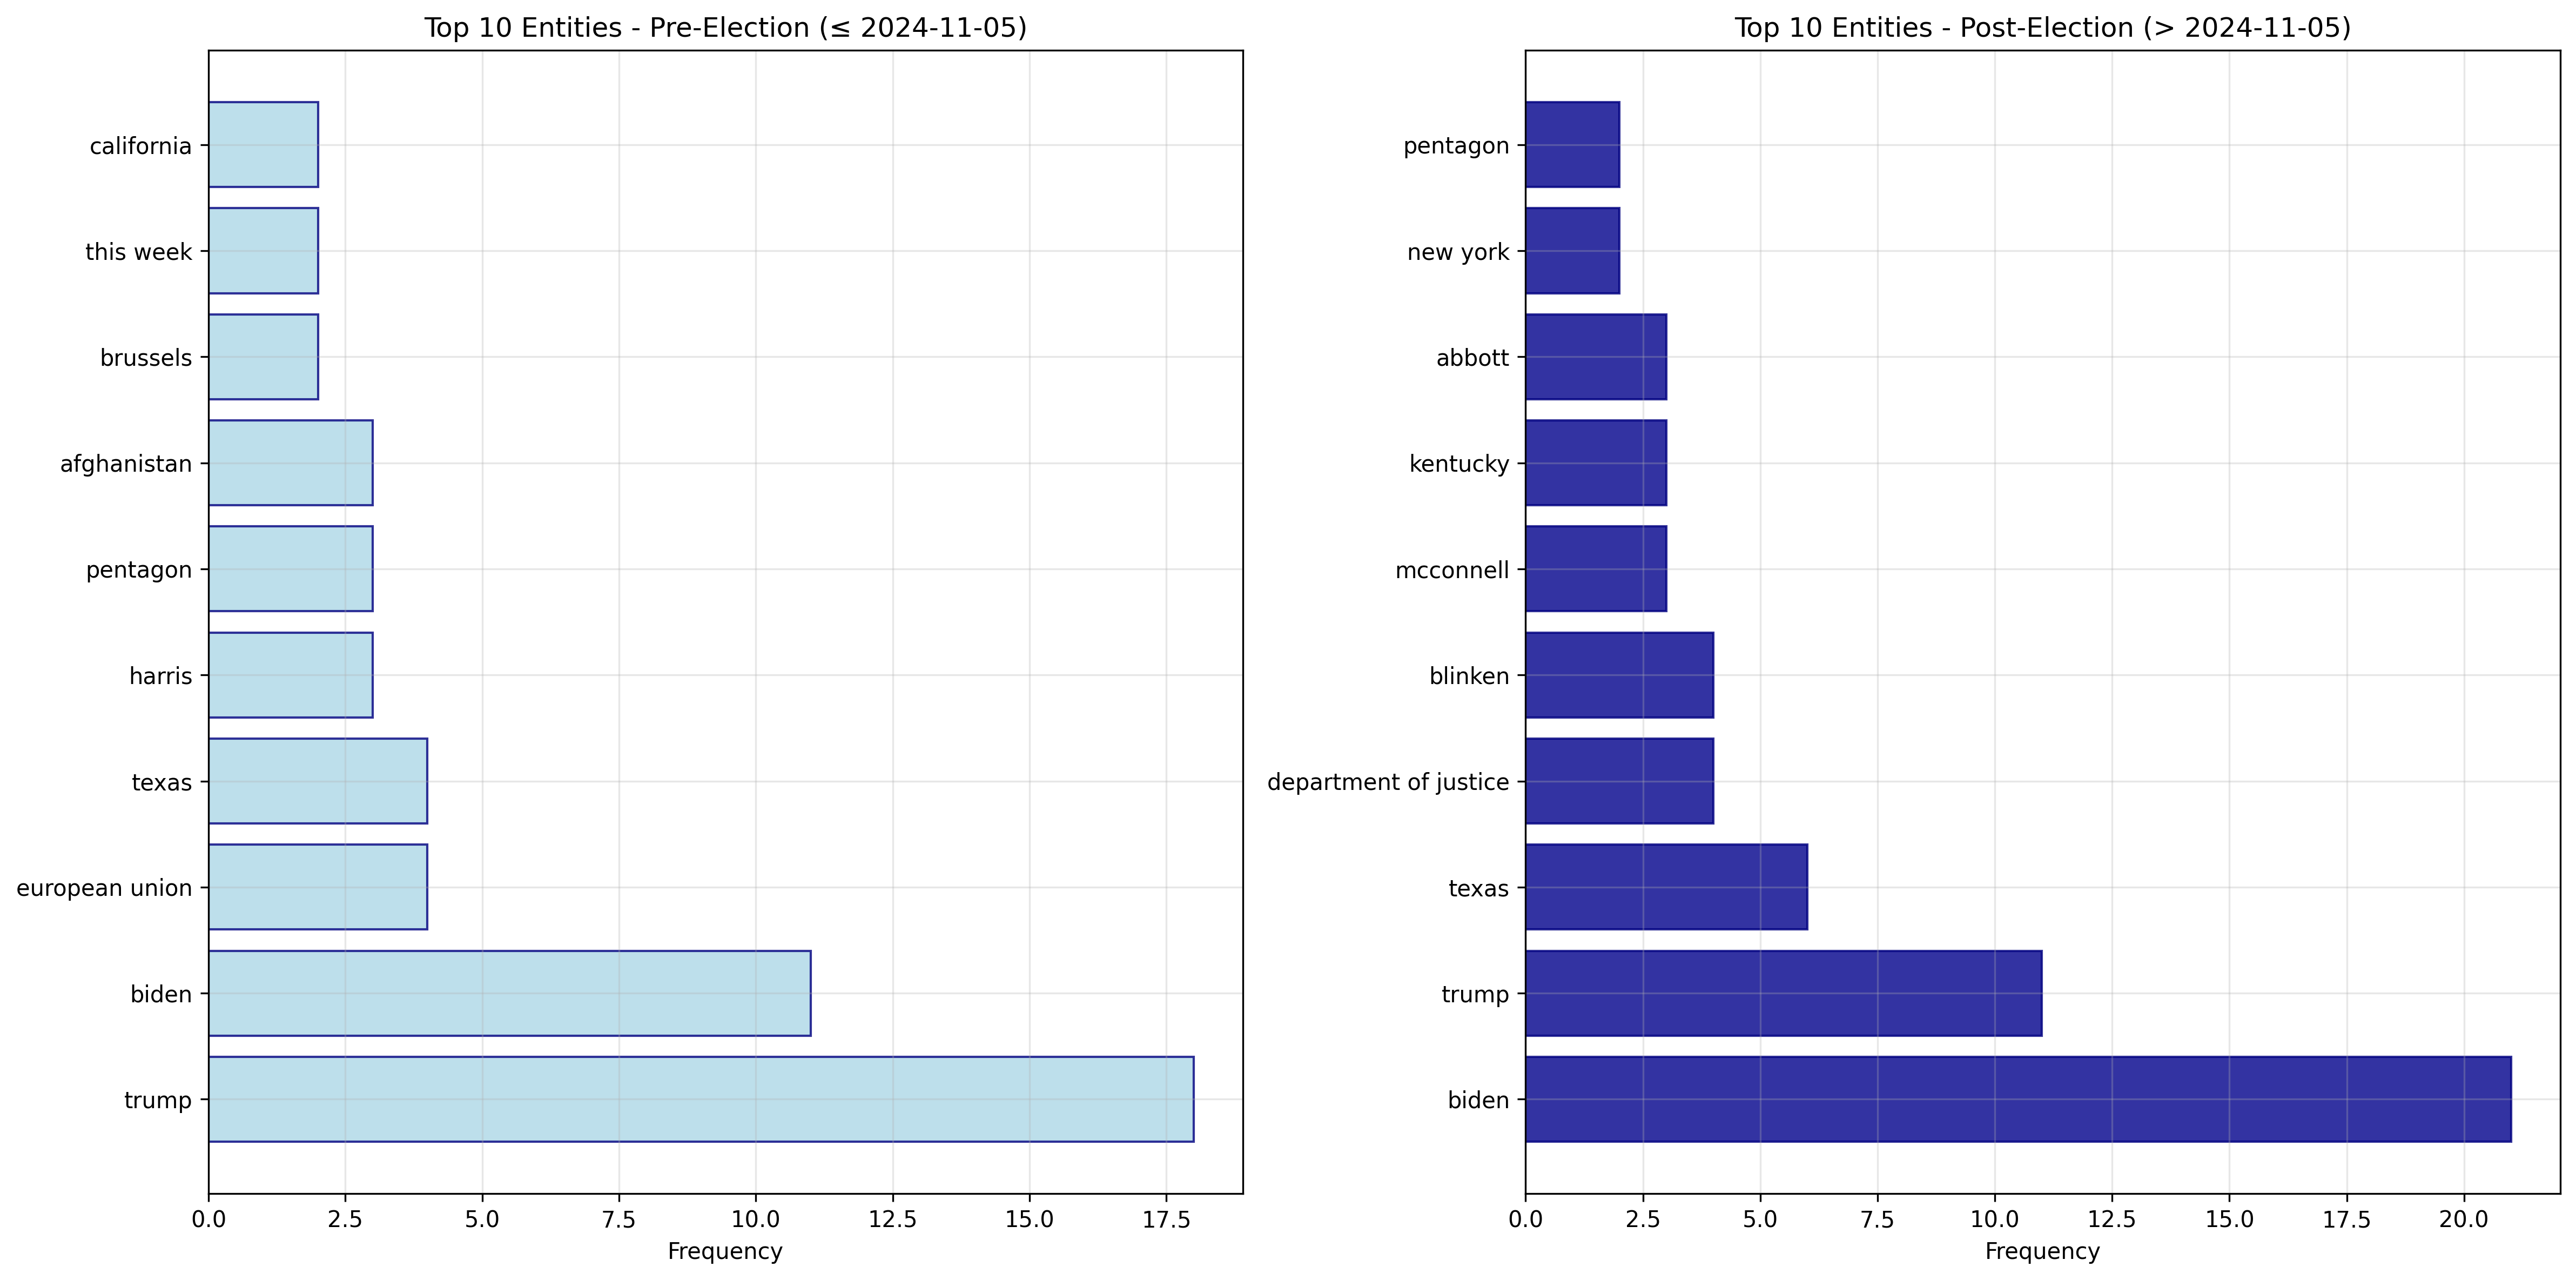 Top 10 Entities - Pre-Election (≤ 2024-11-05)
california
this week
brussels
afghanistan
pentagon
harris
texas
european union
biden
trump
0.0 2.5 5.0 7.5 10.0 12.5 15.0 17.5
Frequency
Top 10 Entities - Post-Election (> 2024-11-05)
pentagon
new york
abbott
kentucky
mcconnell
blinken
department of justice
texas
trump
biden
0.0 2.5 5.0 7.5 10.0 12.5 15.0 17.5 20.0
Frequency